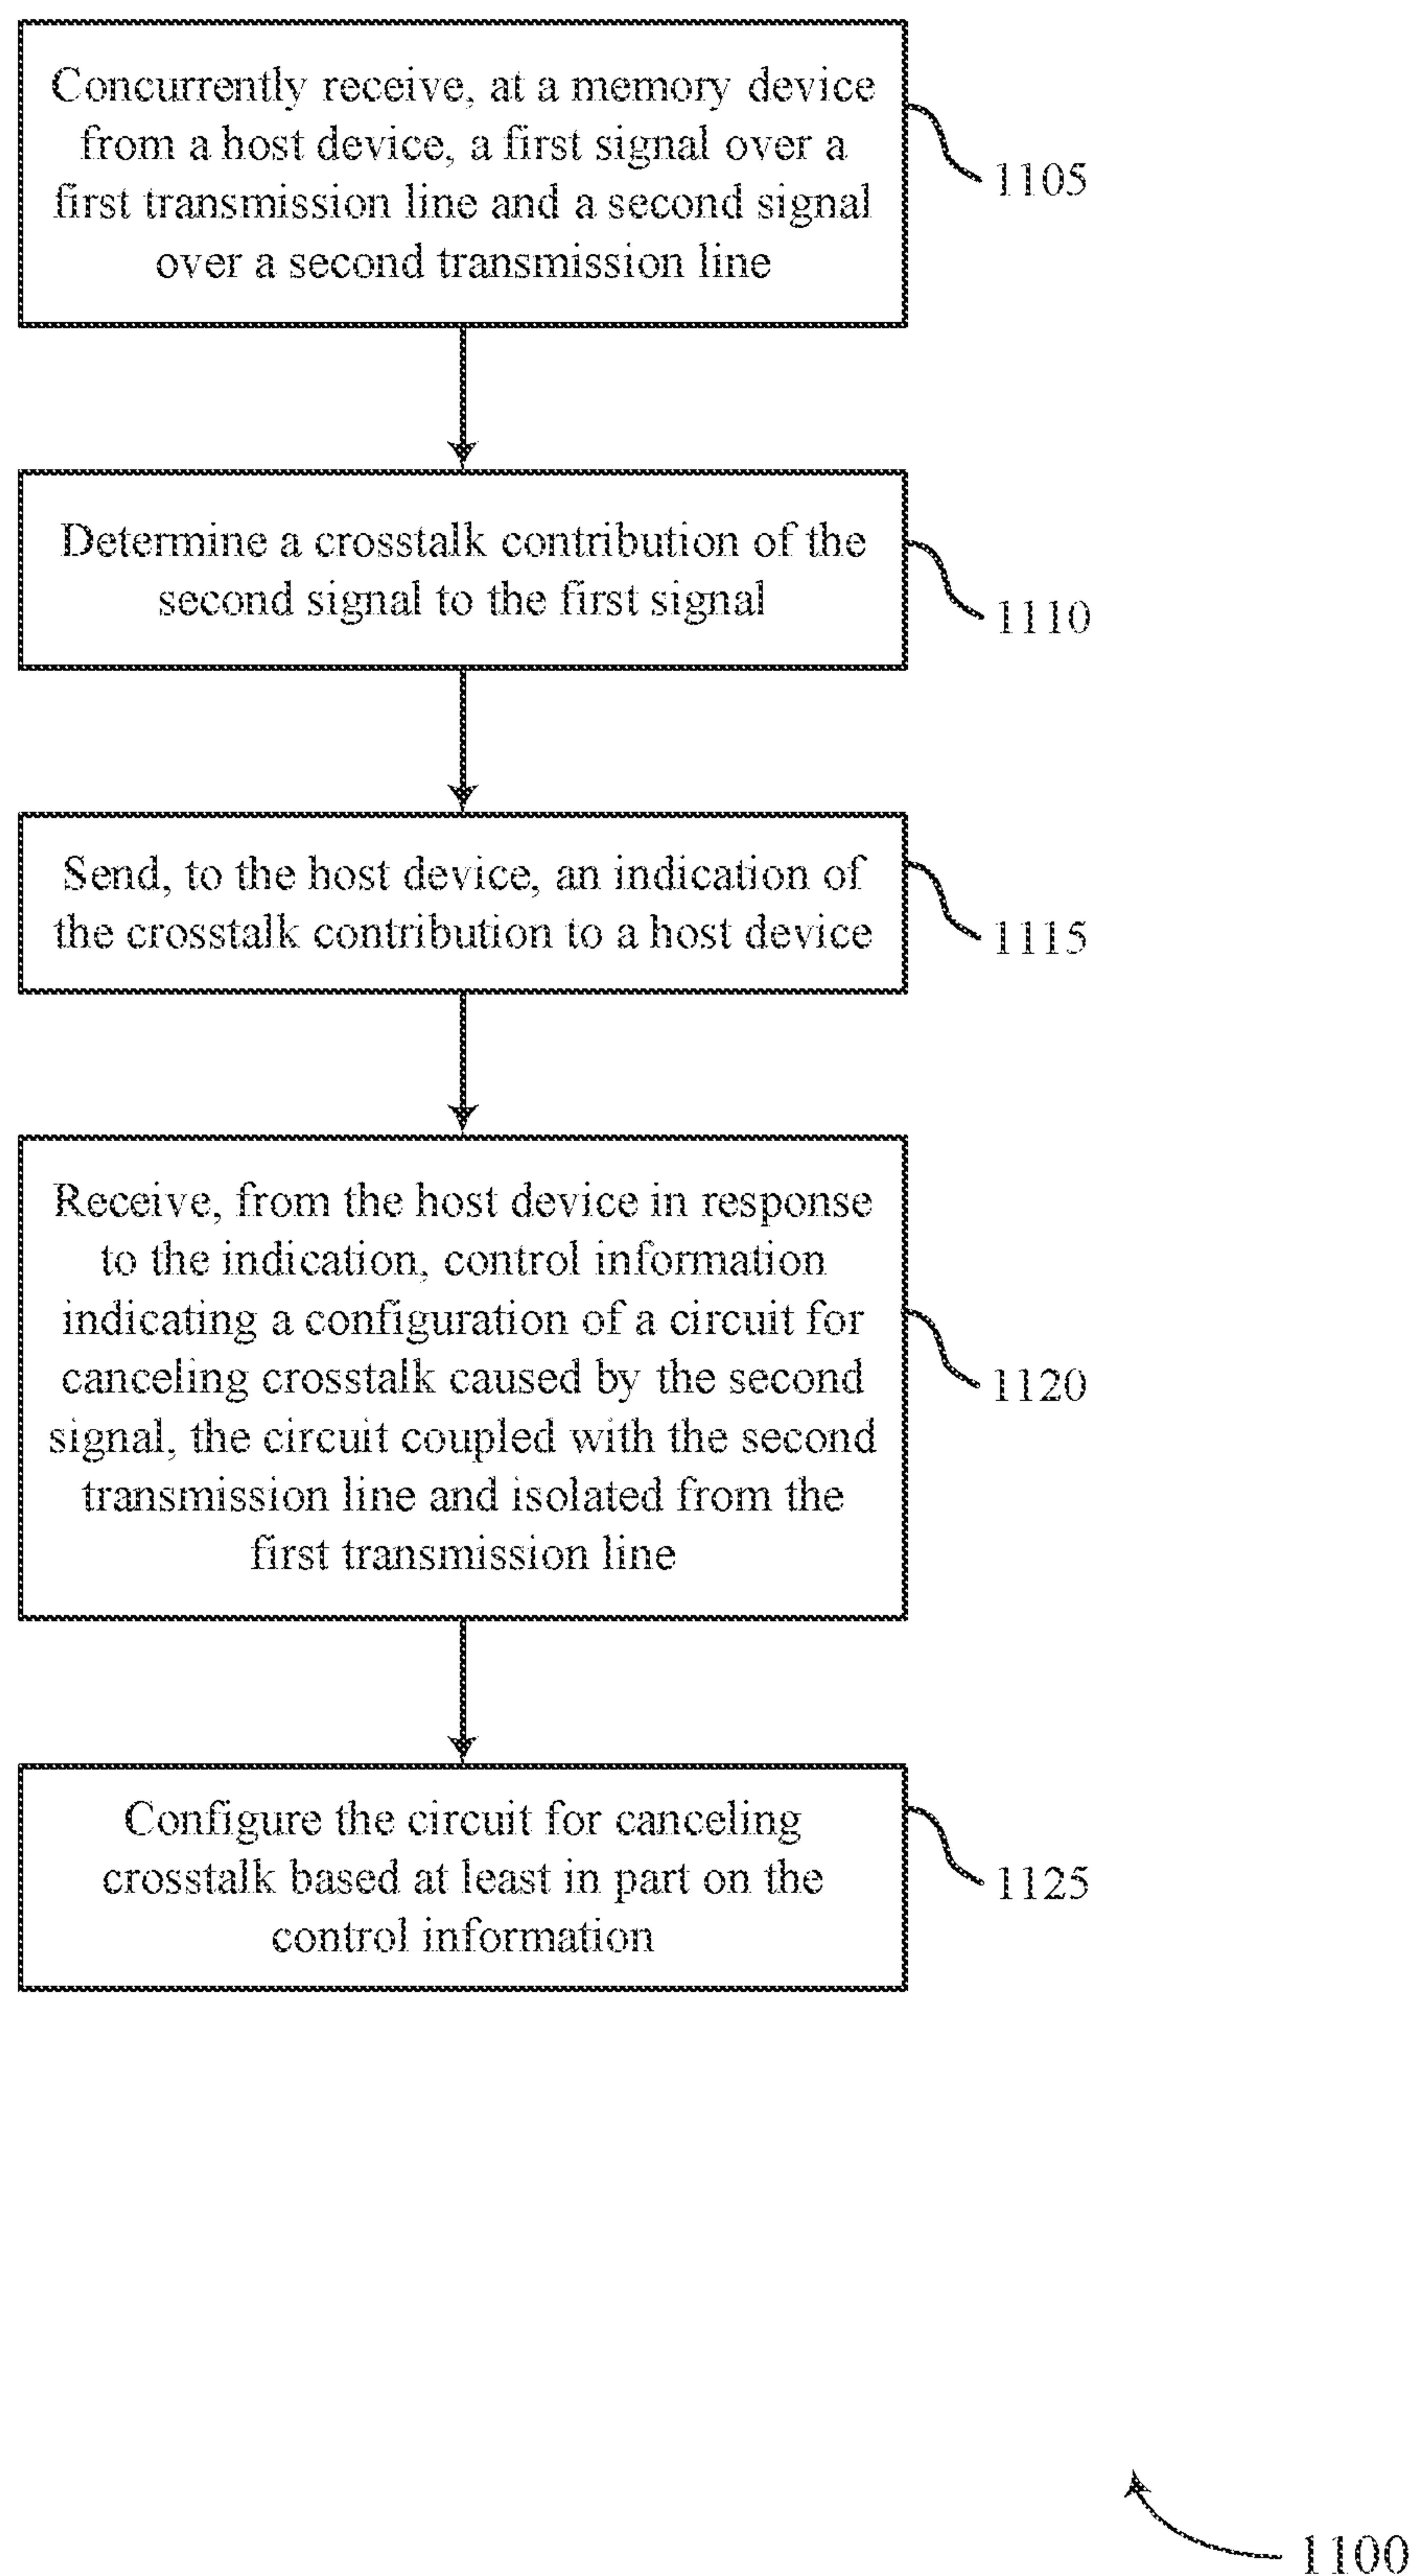 Concurrently receive, at a memory device
from a host device, a first signal over a
first transmission line and a second signal
over a second transmission line
1105
Determine a crosstalk contribution of the
second signal to the first signal
1110
Send, to the host device, an indication of
the crosstalk contribution to a host device
1115
Receive, from the host device in response
to the indication, control information
indicating a configuration of a circuit for
canceling crosstalk caused by the second
signal, the circuit coupled with the second
transmission line and isolated from the
first transmission line
1120
Configure the circuit for canceling
crosstalk based at least in part on the
control information
1125
1100